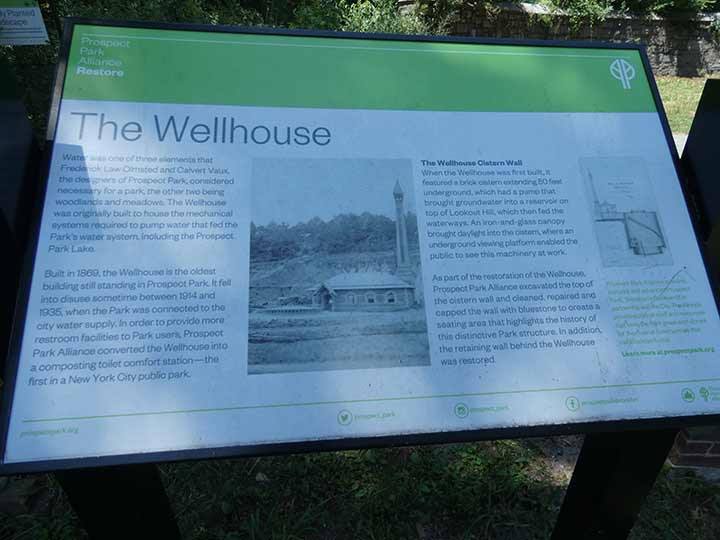 Prospect
Park
Alliance
Restore
The Wellhouse
Water was one of three elements that
Frederick Law Olmsted and Calvert Vaux,
the designers of Prospect Park, considered
necessary for a park, the other two being
woodlands and meadows. The Wellhouse
was originally built to house the mechanical
systems required to pump water that fed the
Park's water system, including the Prospect
Park Lake.
Built in 1869, the Wellhouse is the oldest
building still standing in Prospect Park. It fell
into disuse sometime between 1914 and
1935, when the Park was connected to the
city water supply. In order to provide more
restroom facilities to Park users, Prospect
Park Alliance converted the Wellhouse into
a composting toilet comfort station—the
first in a New York City public park.
The Wellhouse Cistern Wall
When the Wellhouse was first built, it
featured a brick cistern extending 50 feet
underground, which had a pump that
brought groundwater into a reservoir on
top of Lookout Hill, which then fed the
waterways. An iron-and-glass canopy
brought daylight into the cistern, where an
underground viewing platform enabled the
public to see this machinery at work.
As part of the restoration of the Wellhouse,
Prospect Park Alliance excavated the top of
the cistern wall and cleaned, repaired and
capped the wall with bluestone to create a
seating area that highlights the history of
this distinctive Park structure. In addition,
the retaining wall behind the Wellhouse
was restored.
Learn more at prospectpark.org
prospectpark.org
@prospect_park
@prospect_park